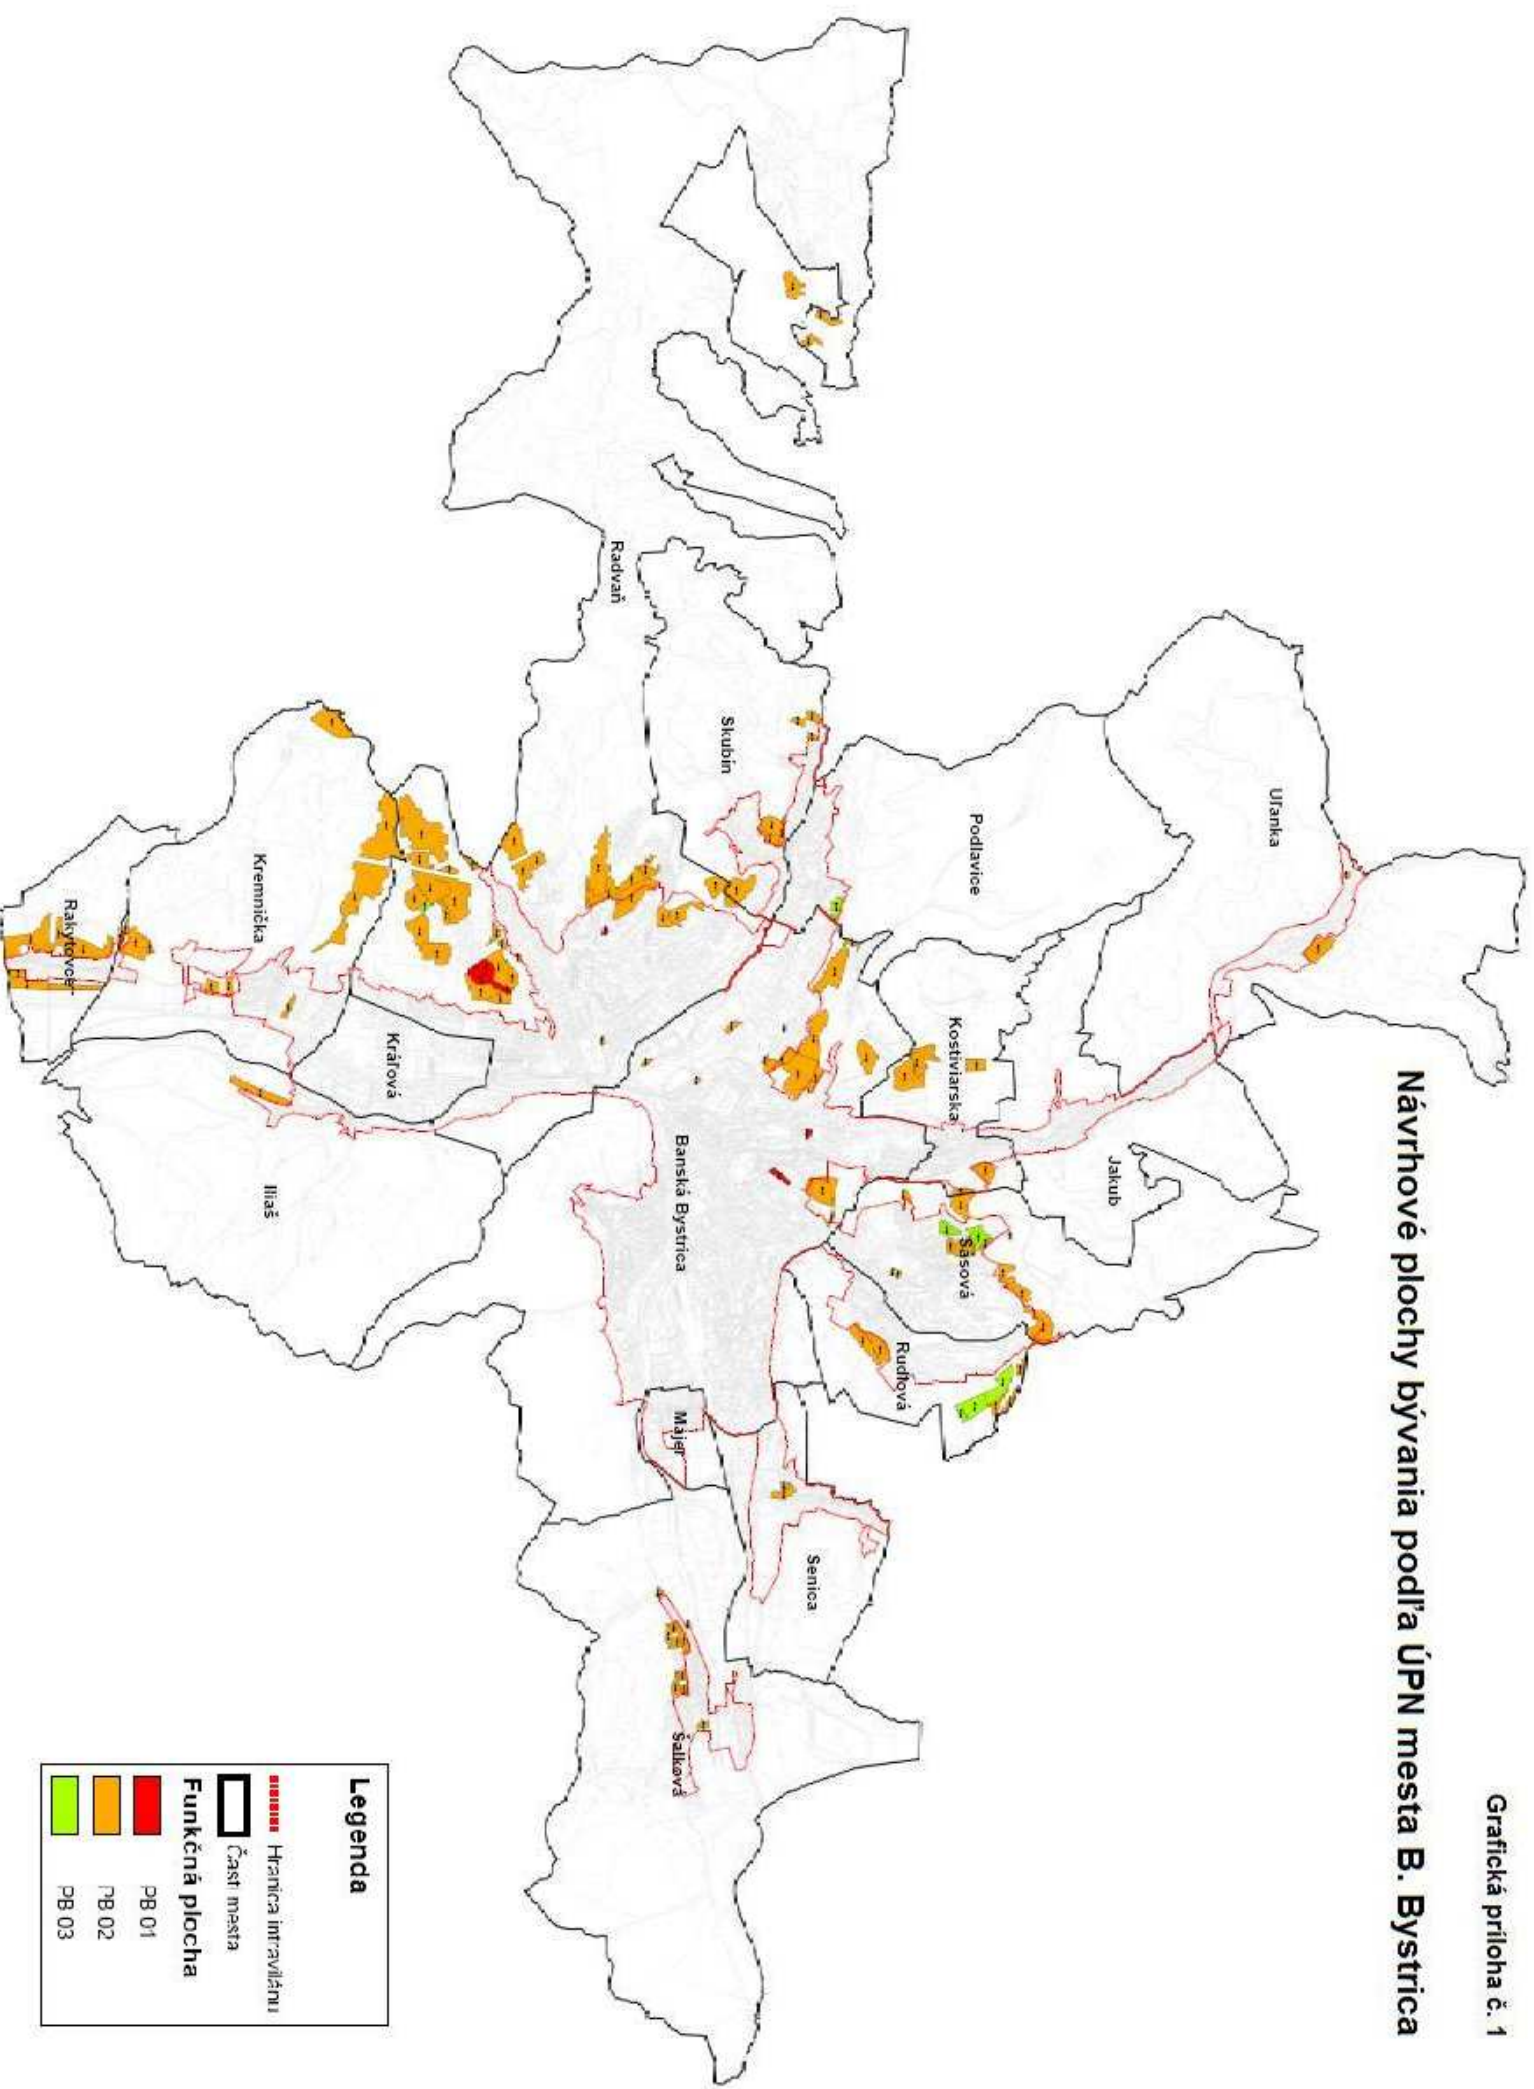 Grafická príloha č. 1
Návrhové plochy bývania podľa ÚPN mesta B. Bystrica
Uľanka
Podlavice
Jakub
Kostiviarska
Sásová
Rudlová
Skubín
Senica
Radvaň
Banská Bystrica
Májer
Šalková
Kráľová
Kremnička
Iliaš
Rakytovce
Legenda
Hranica intravilánu
Časti mesta
Funkčná plocha
PB 01
PB 02
PB 03